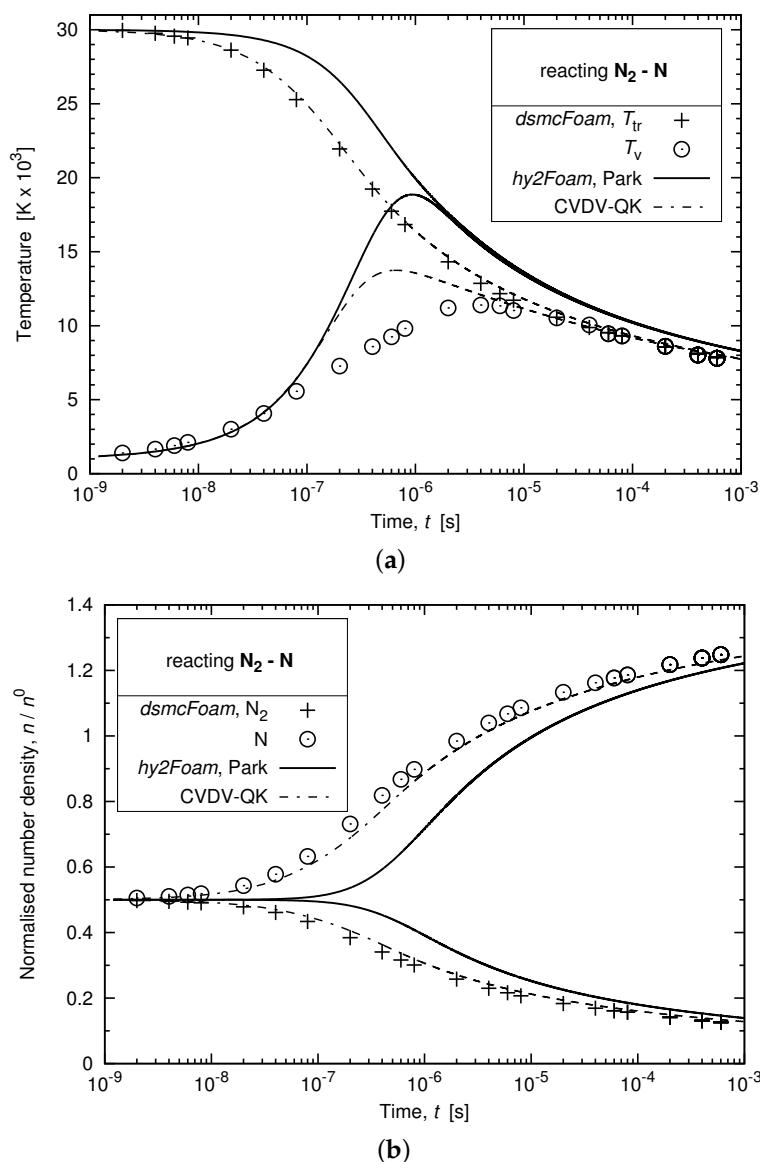 30
25
20
15
10
5
0
Temperature [K x 10³]
reacting N₂ - N
dsmcFoam, Tₜᵣ
Tᵥ
hy2Foam, Park
CVDV-QK
10⁻⁹ 10⁻⁸ 10⁻⁷ 10⁻⁶ 10⁻⁵ 10⁻⁴ 10⁻³
Time, t [s]
(a)
1.4
1.2
1
0.8
0.6
0.4
0.2
0
Normalised number density, n / n⁰
reacting N₂ - N
dsmcFoam, N₂
N
hy2Foam, Park
CVDV-QK
10⁻⁹ 10⁻⁸ 10⁻⁷ 10⁻⁶ 10⁻⁵ 10⁻⁴ 10⁻³
Time, t [s]
(b)